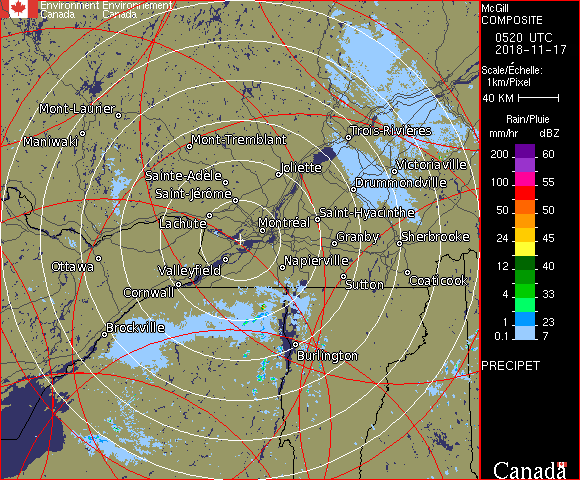 Environment Environnement
Canada Canada
Mont-Laurier
Maniwaki
Mont-Tremblant
Trois-Rivières
Sainte-Adèle
Joliette
Victoriaville
Saint-Jérôme
Drummondville
Lachute
Montréal
Saint-Hyacinthe
Granby
Sherbrooke
Ottawa
Valleyfield
Napierville
Cornwall
Sutton
Coaticook
Brockville
Burlington
McGill
COMPOSITE
0520 UTC
2018-11-17
Scale/Échelle:
1km/Pixel
40 KM
Rain/Pluie
mm/hr dBZ
200 60
150 57
100 55
50 50
24 45
12 40
4 33
1 23
0.1 7
PRECIPET
Canada